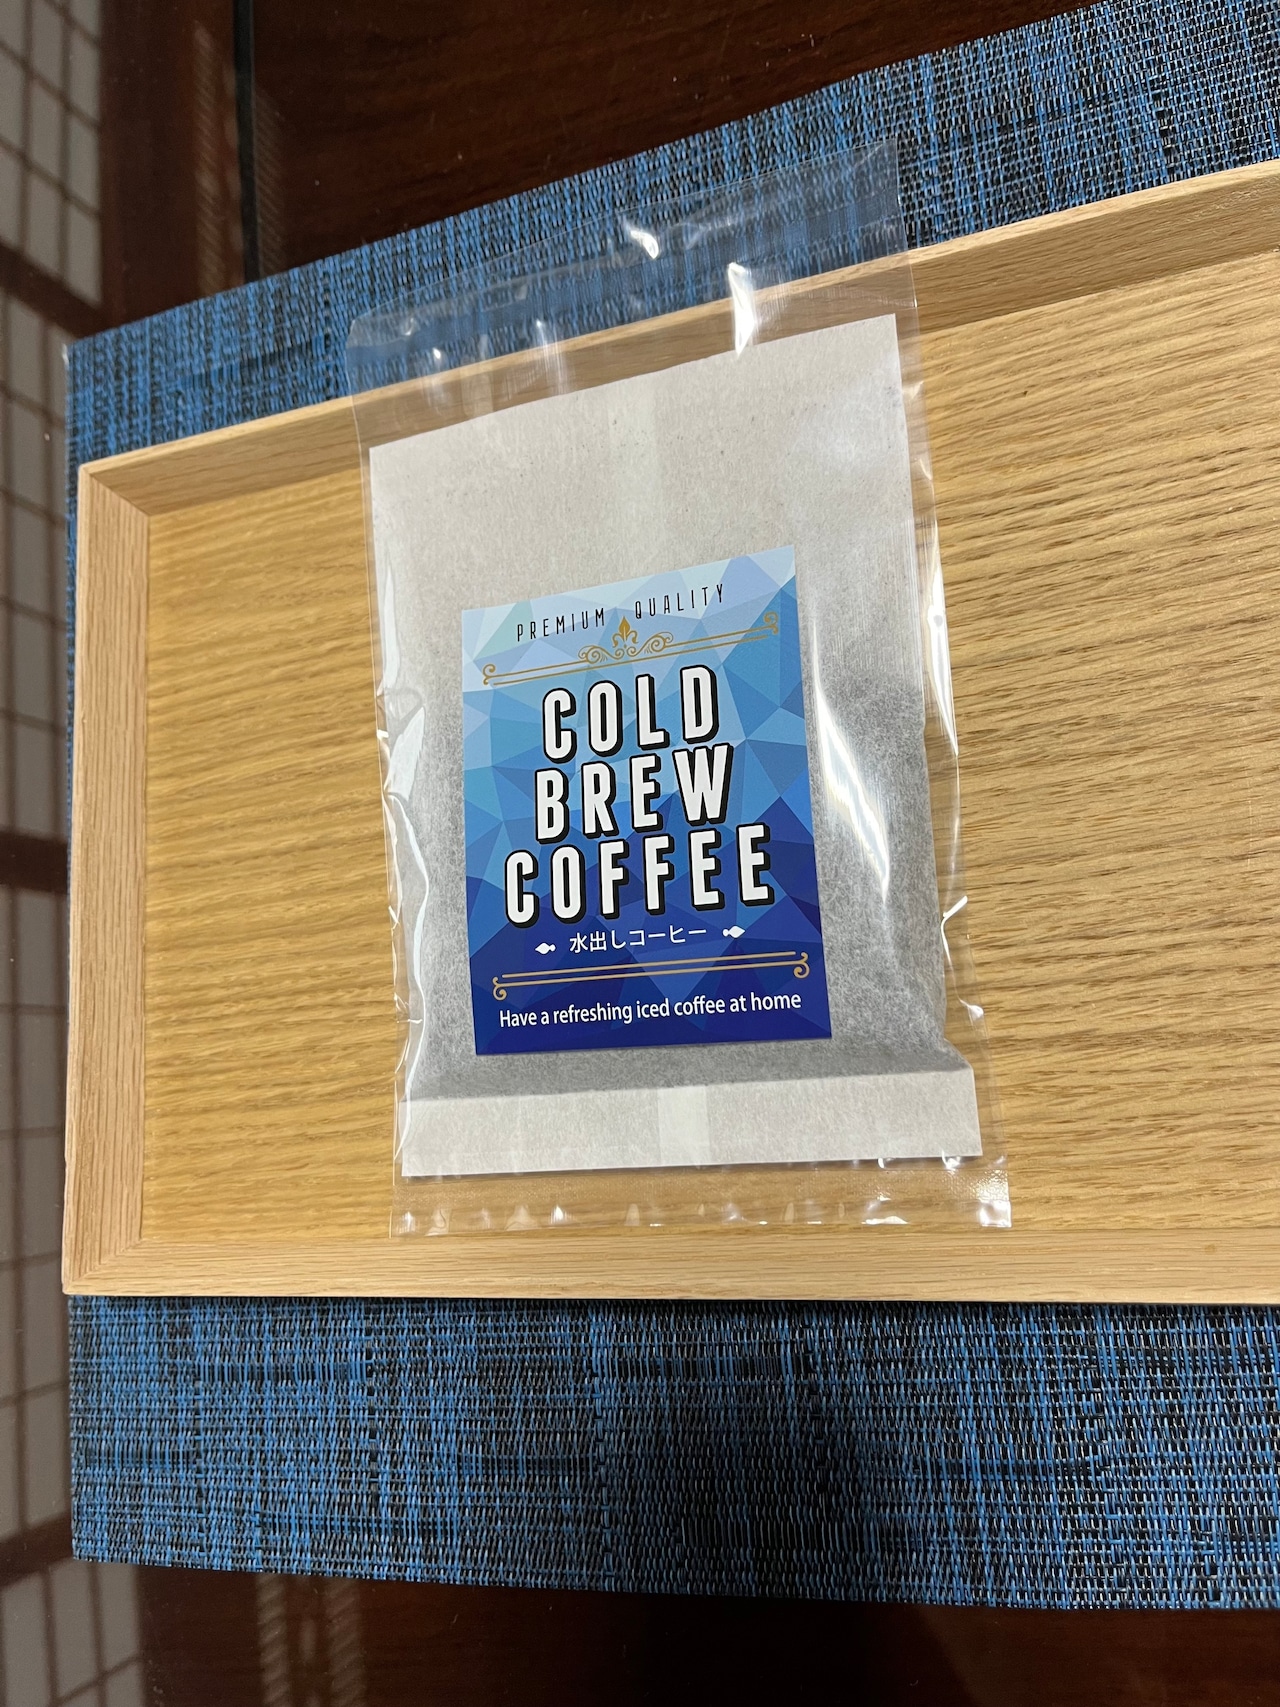 PREMIUM QUALITY
COLD
BREW
COFFEE
水出しコーヒー
Have a refreshing iced coffee at home